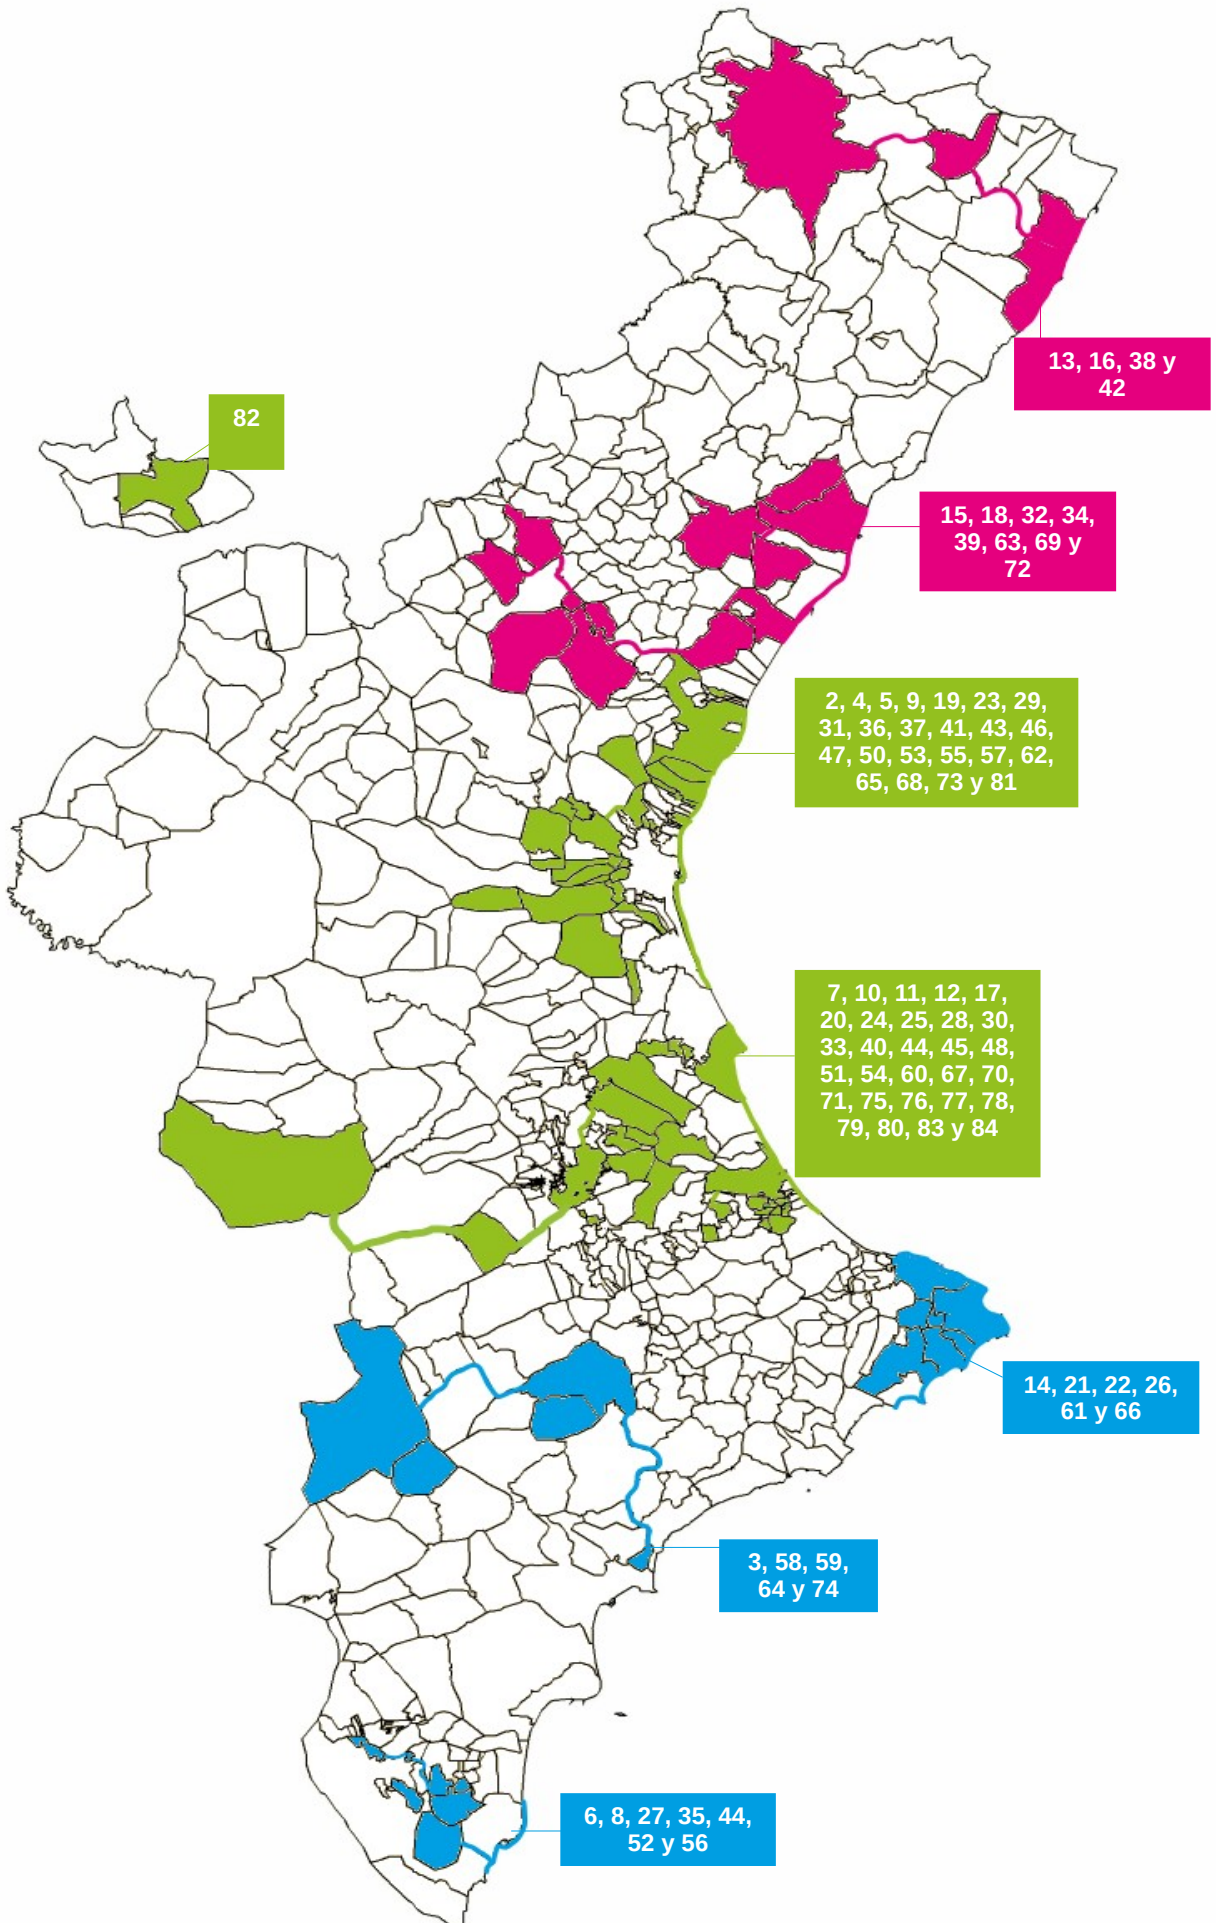 13, 16, 38 y
42
82
15, 18, 32, 34,
39, 63, 69 y
72
2, 4, 5, 9, 19, 23, 29,
31, 36, 37, 41, 43, 46,
47, 50, 53, 55, 57, 62,
65, 68, 73 y 81
7, 10, 11, 12, 17,
20, 24, 25, 28, 30,
33, 40, 44, 45, 48,
51, 54, 60, 67, 70,
71, 75, 76, 77, 78,
79, 80, 83 y 84
14, 21, 22, 26,
61 y 66
3, 58, 59,
64 y 74
6, 8, 27, 35, 44,
52 y 56